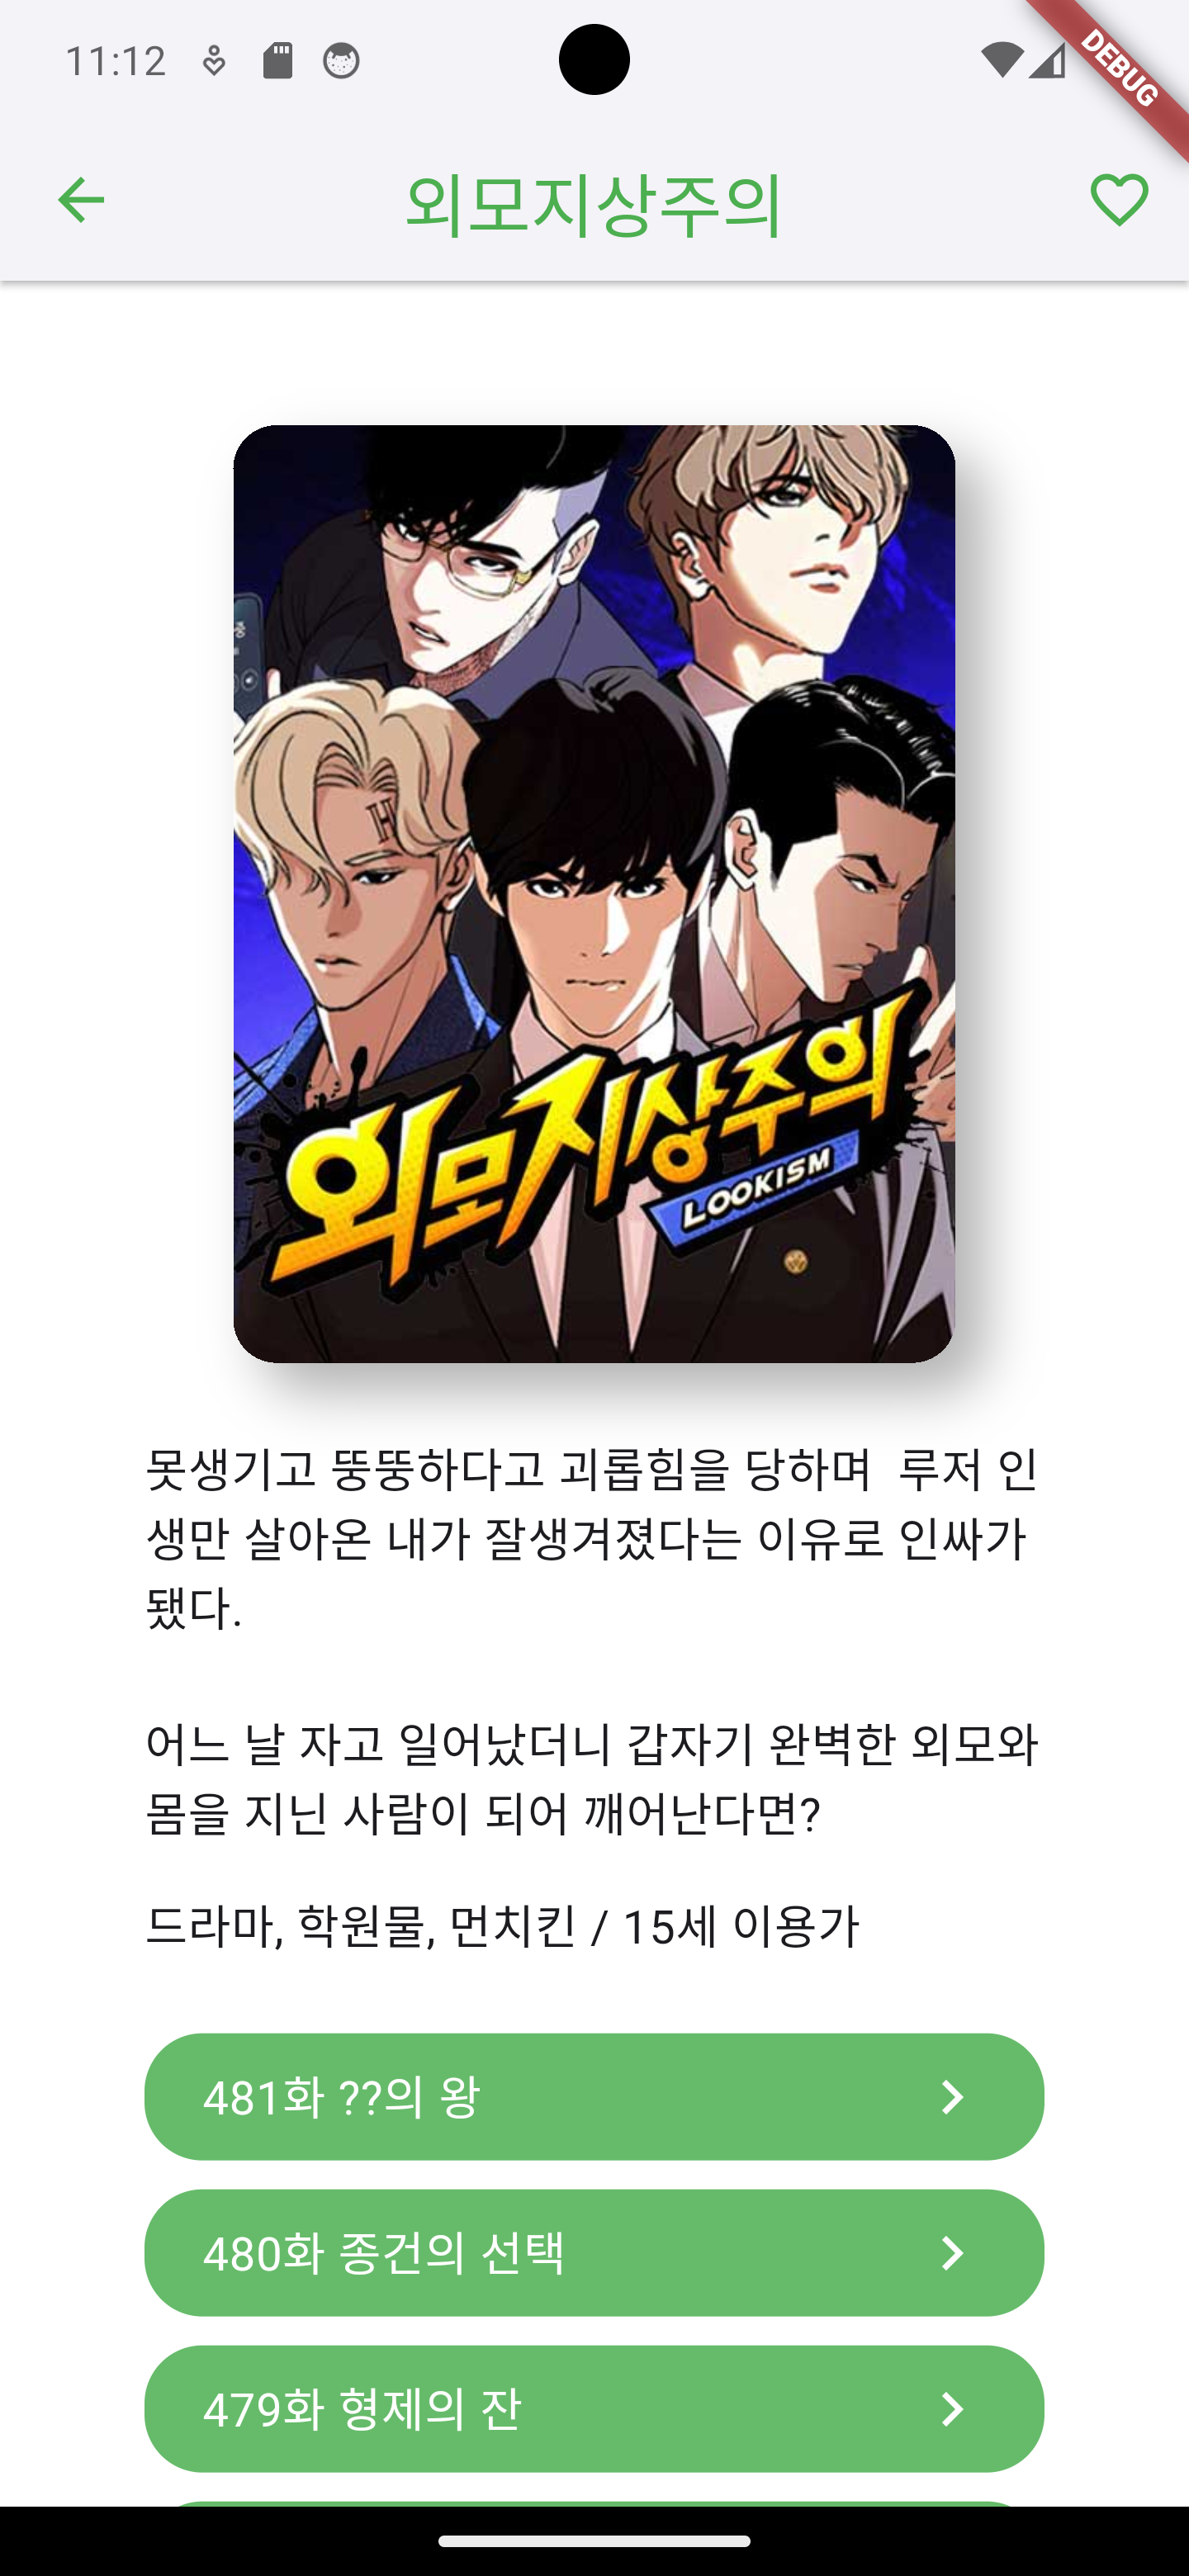 11:12
DEBUG
외모지상주의
H
외모지상주의
LOOKISM
못생기고 뚱뚱하다고 괴롭힘을 당하며  루저 인
생만 살아온 내가 잘생겨졌다는 이유로 인싸가
됐다.
어느 날 자고 일어났더니 갑자기 완벽한 외모와
몸을 지닌 사람이 되어 깨어난다면?
드라마, 학원물, 먼치킨 / 15세 이용가
481화 ??의 왕
480화 종건의 선택
479화 형제의 잔